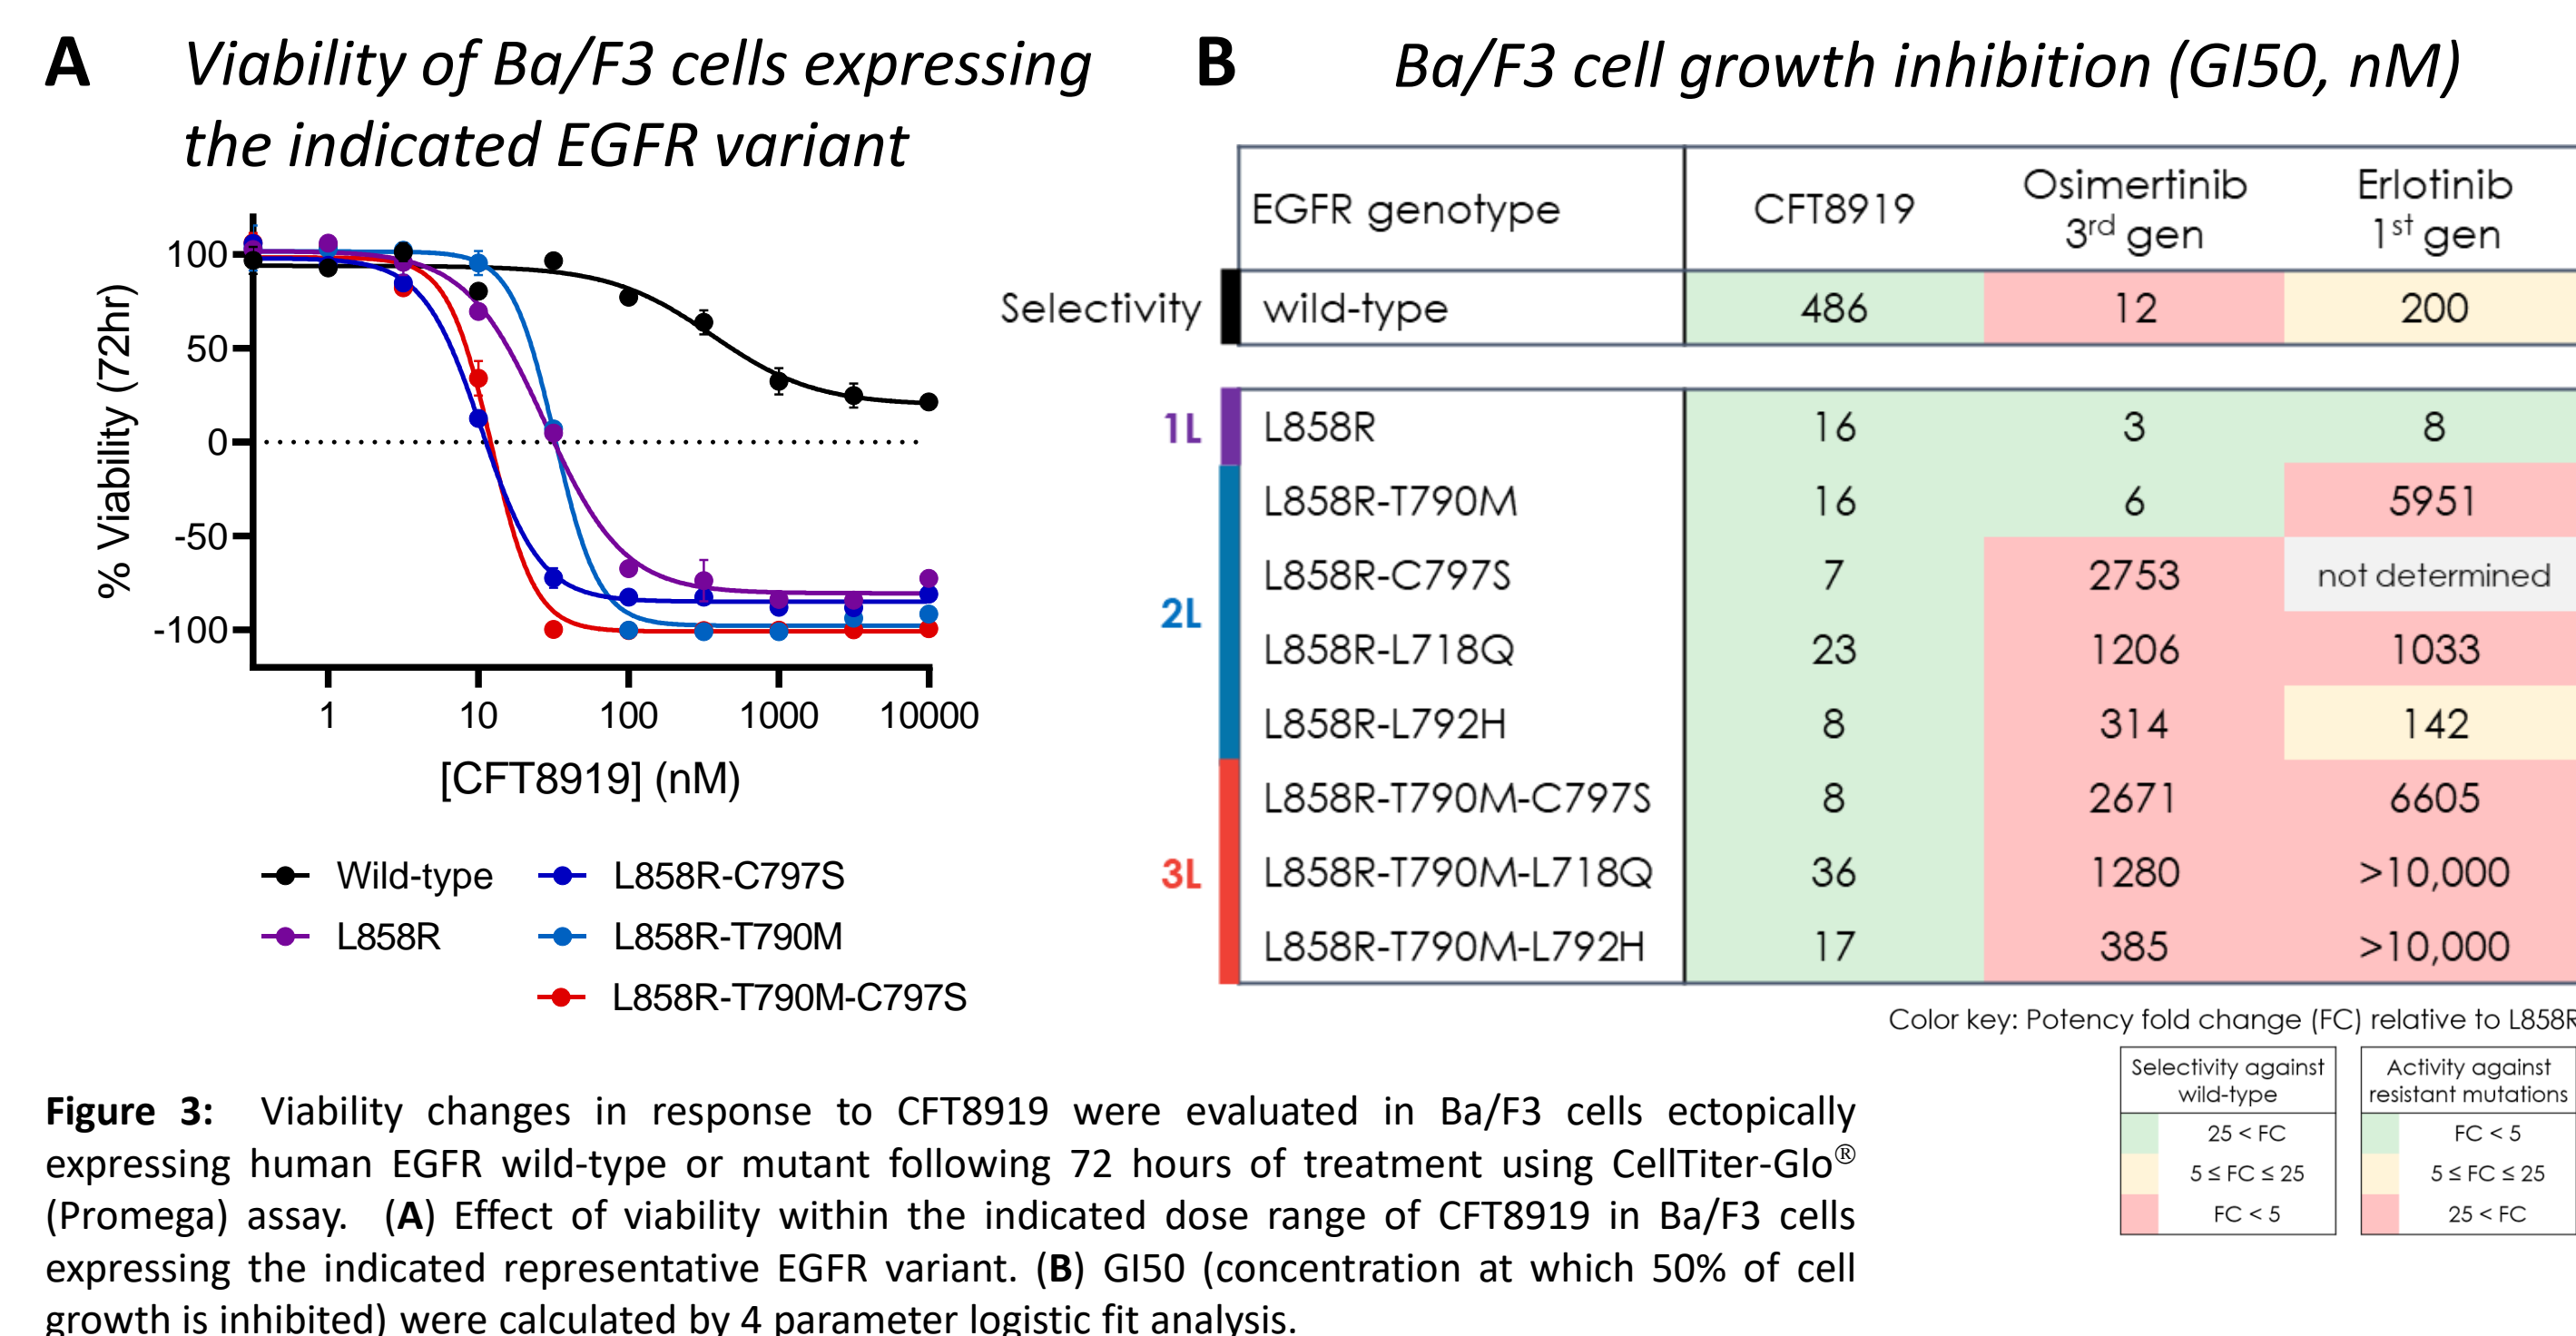 A
Viability of Ba/F3 cells expressing
the indicated EGFR variant
% Viability (72hr)
100
50
0
-50
-100
1 10 100 1000 10000
[CFT8919] (nM)
Wild-type
L858R-C797S
L858R
L858R-T790M
L858R-T790M-C797S
B
Ba/F3 cell growth inhibition (GI50, nM)
EGFR genotype CFT8919 Osimertinib 3rd gen Erlotinib 1st gen
Selectivity wild-type 486 12 200
1L L858R 16 3 8
L858R-T790M 16 6 5951
L858R-C797S 7 2753 not determined
2L
L858R-L718Q 23 1206 1033
L858R-L792H 8 314 142
L858R-T790M-C797S 8 2671 6605
3L L858R-T790M-L718Q 36 1280 >10,000
L858R-T790M-L792H 17 385 >10,000
Color key: Potency fold change (FC) relative to L858R
Selectivity against
wild-type
25 < FC
5 ≤ FC ≤ 25
FC < 5
Activity against
resistant mutations
FC < 5
5 ≤ FC ≤ 25
25 < FC
Figure 3: Viability changes in response to CFT8919 were evaluated in Ba/F3 cells ectopically
expressing human EGFR wild-type or mutant following 72 hours of treatment using CellTiter-Glo®
(Promega) assay. (A) Effect of viability within the indicated dose range of CFT8919 in Ba/F3 cells
expressing the indicated representative EGFR variant. (B) GI50 (concentration at which 50% of cell
growth is inhibited) were calculated by 4 parameter logistic fit analysis.